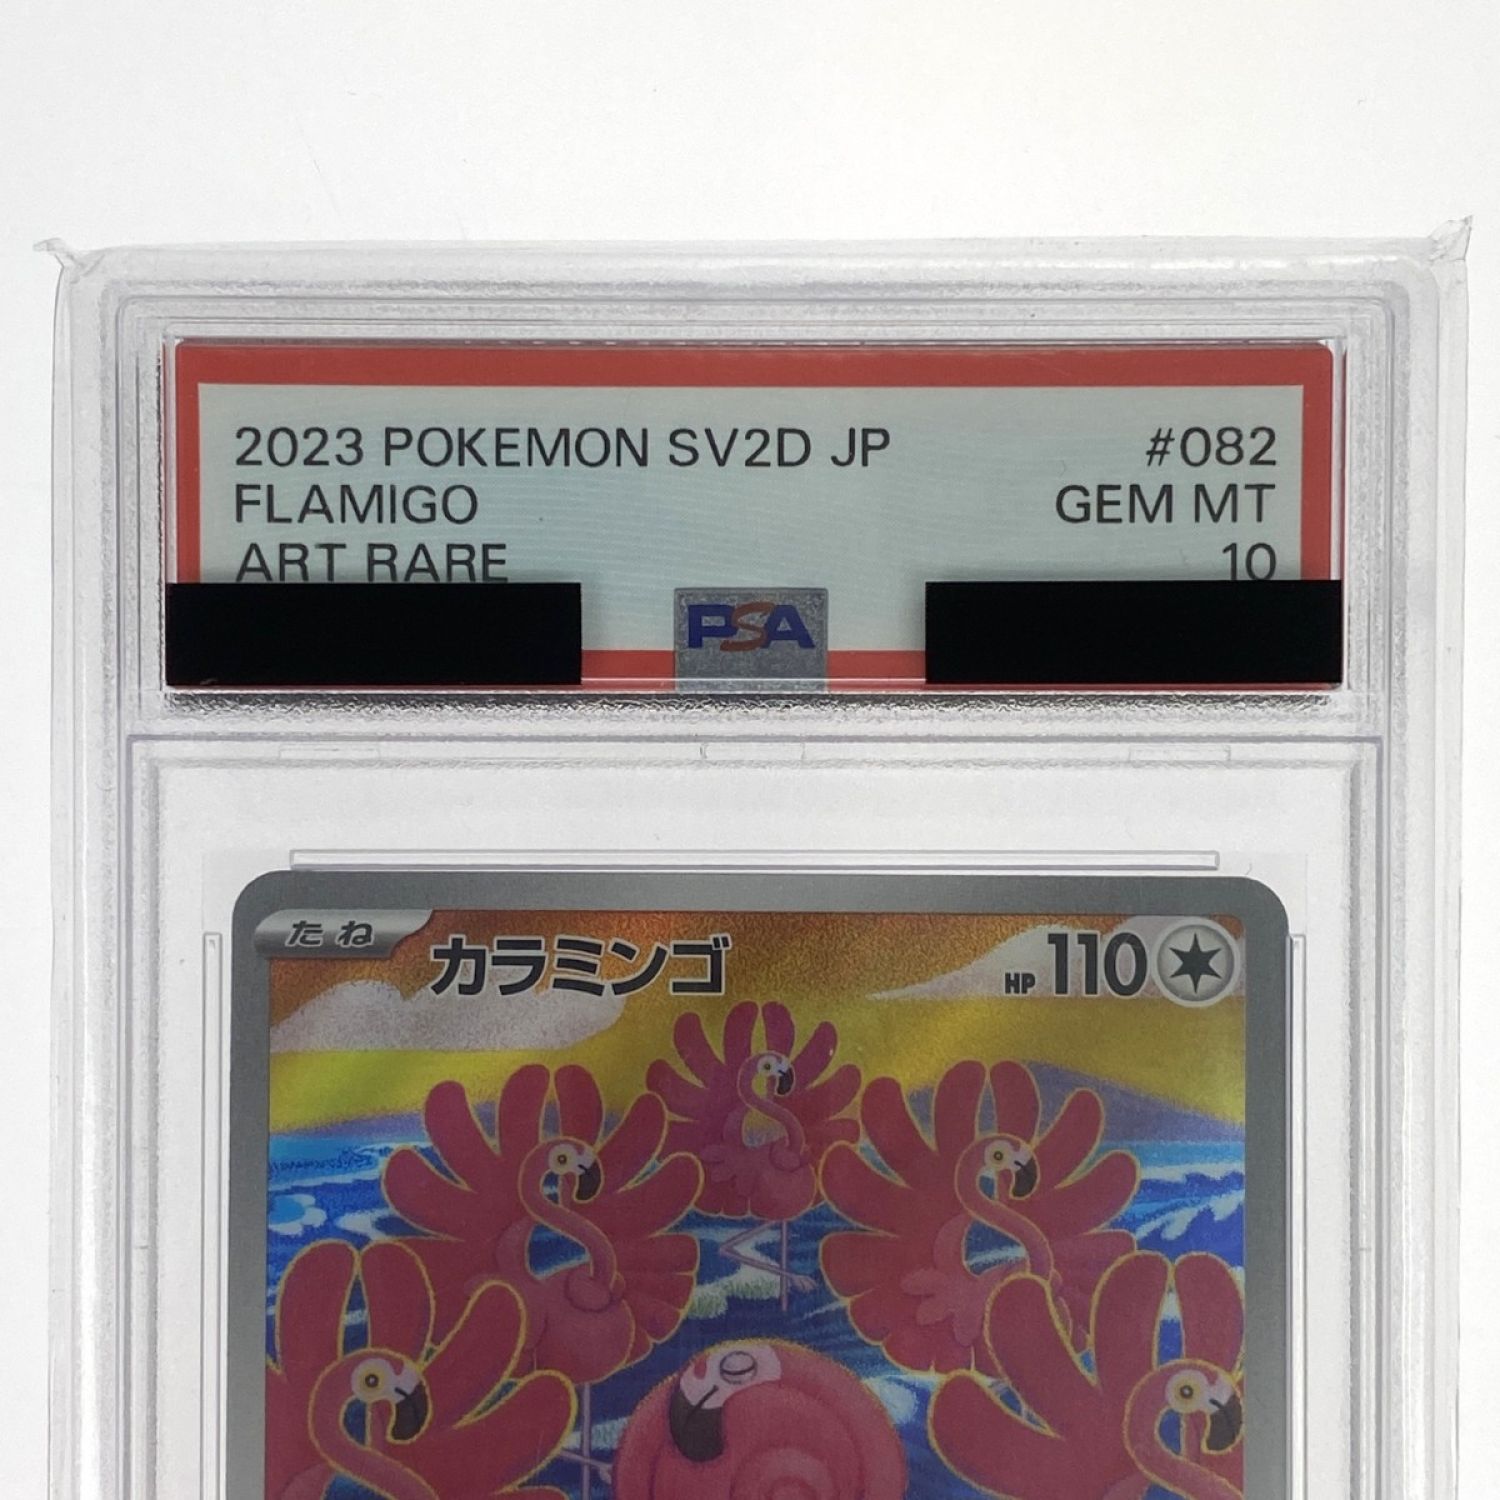 2023 POKEMON SV2D JP #082
FLAMIGO GEM MT
ART RARE 10
PSA
たね カラミンゴ HP 110